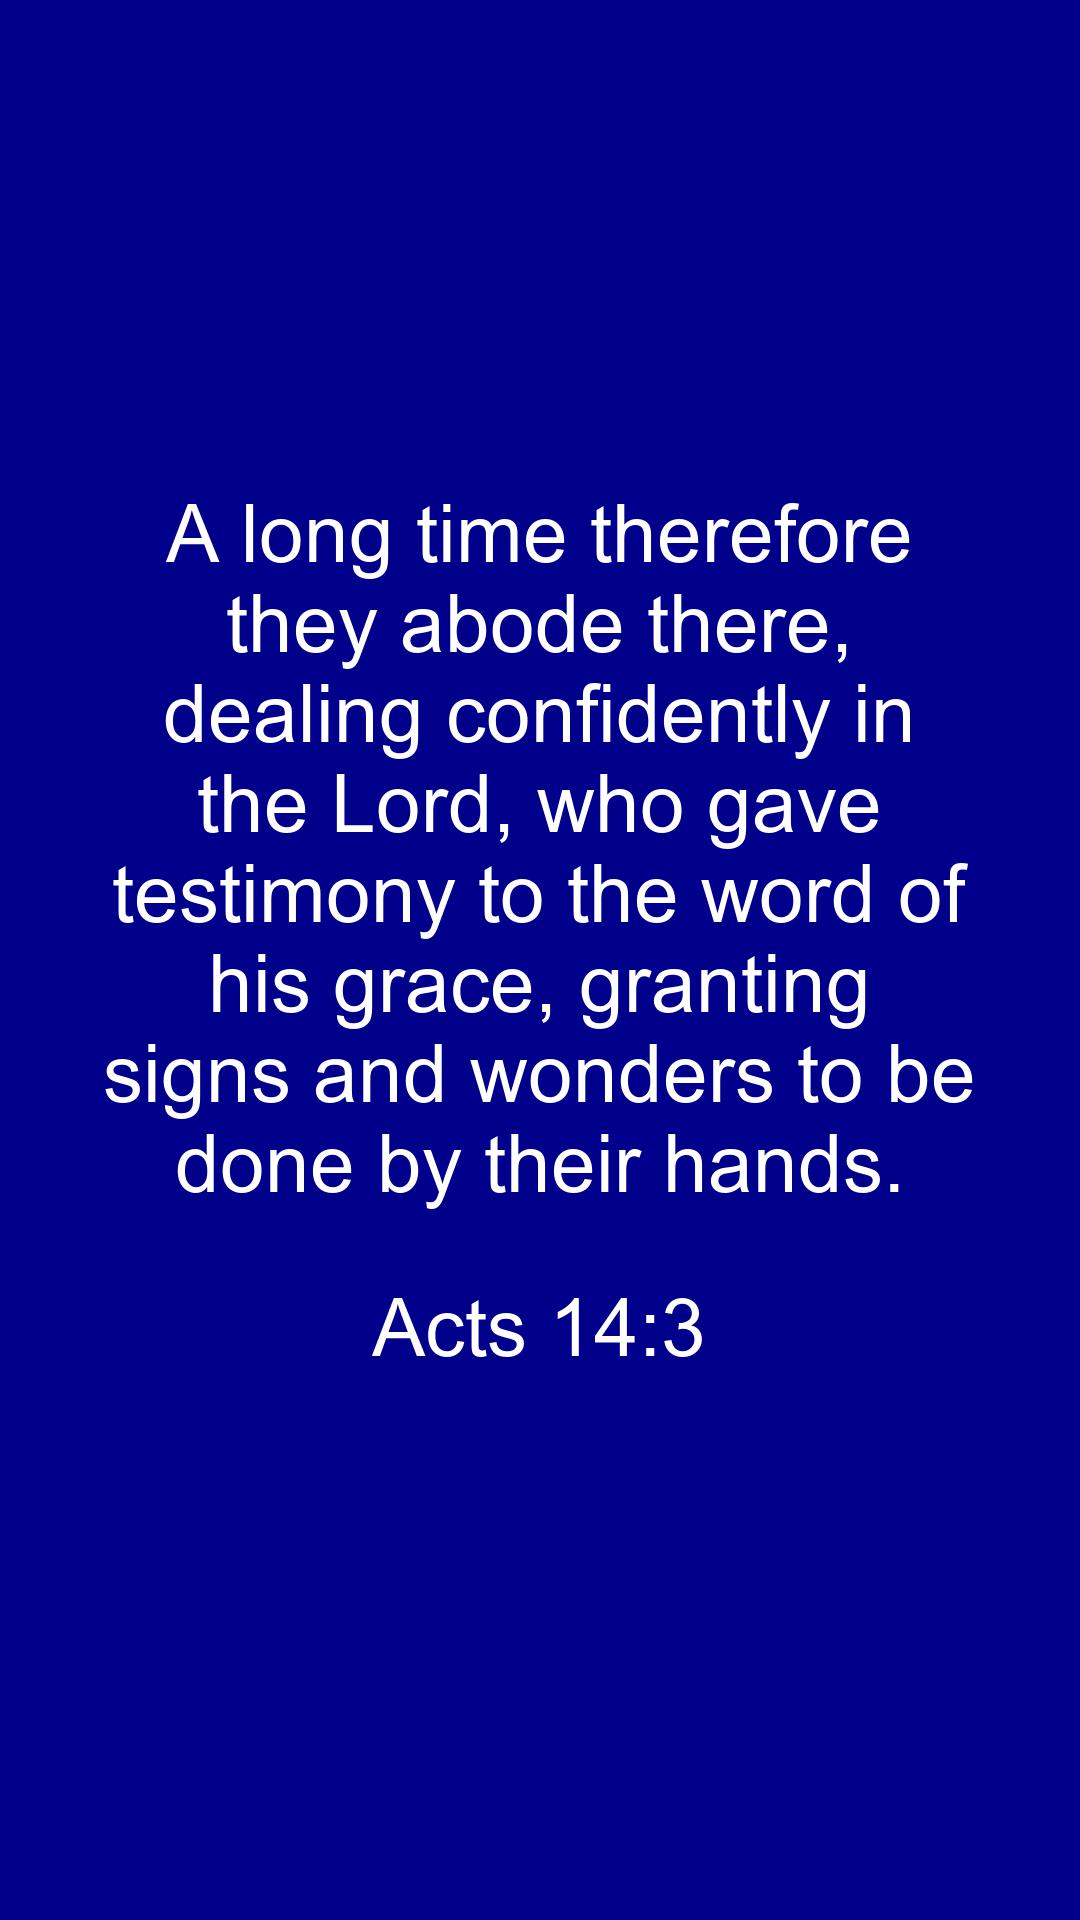 A long time therefore
they abode there,
dealing confidently in
the Lord, who gave
testimony to the word of
his grace, granting
signs and wonders to be
done by their hands.
Acts 14:3